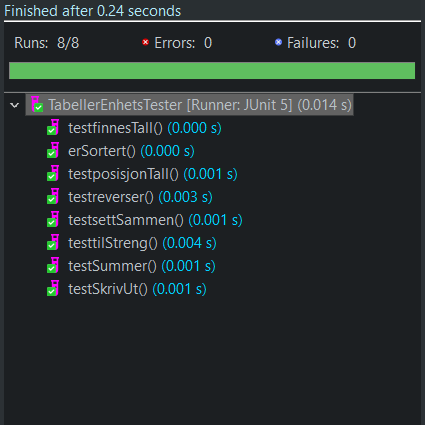 Finished after 0.24 seconds
Runs: 8/8 Errors: 0 Failures: 0
TabellerEnhetsTester [Runner: JUnit 5] (0.014 s)
testfinnesTall() (0.000 s)
erSortert() (0.000 s)
testposisjonTall() (0.001 s)
testreverser() (0.003 s)
testsettSammen() (0.001 s)
testtilStreng() (0.004 s)
testSummer() (0.001 s)
testSkrivUt() (0.001 s)